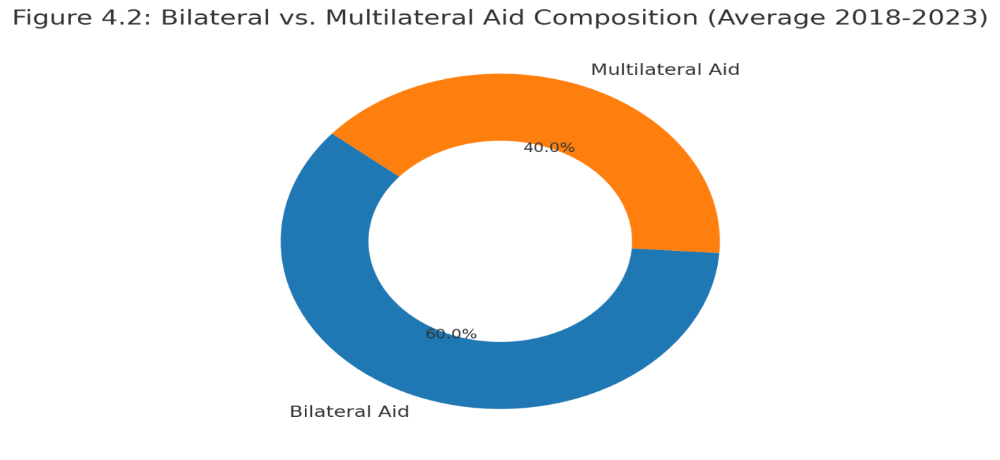 Figure 4.2: Bilateral vs. Multilateral Aid Composition (Average 2018-2023)
Multilateral Aid
40.0%
60.0%
Bilateral Aid